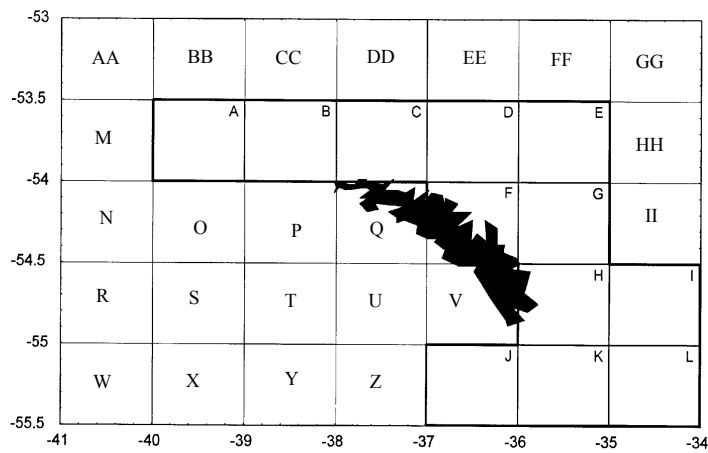 -53
AA BB CC DD EE FF GG
-53.5
A B C D E
M HH
-54
F G
N O P Q II
-54.5
H I
R S T U V
-55
J K L
W X Y Z
-55.5
-41 -40 -39 -38 -37 -36 -35 -34